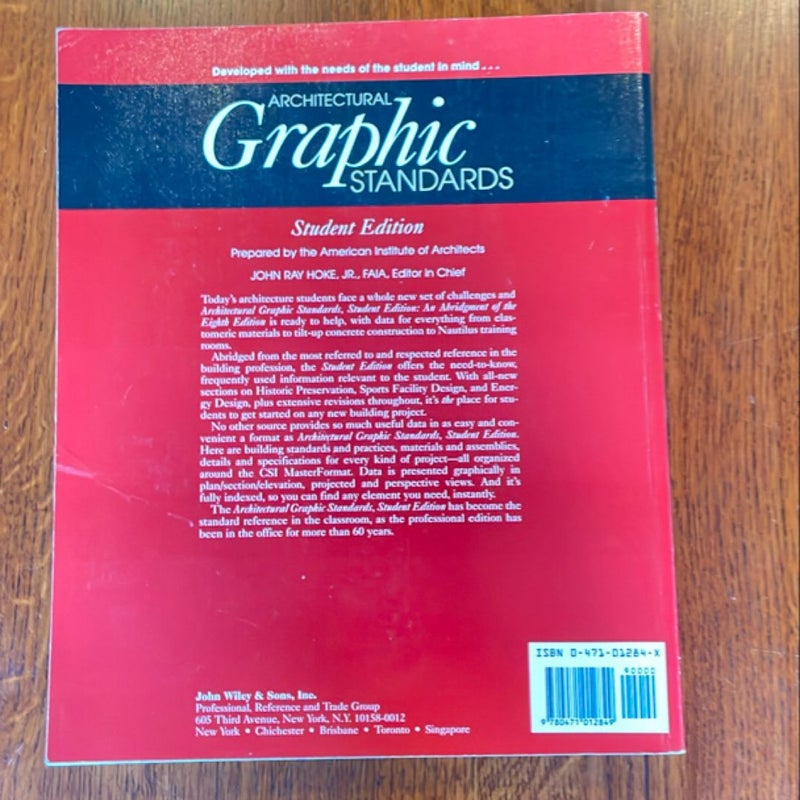 Developed with the needs of the student in mind . . .
ARCHITECTURAL
Graphic
STANDARDS
Student Edition
Prepared by the American Institute of Architects
JOHN RAY HOKE, JR., FAIA, Editor in Chief
Today's architecture students face a whole new set of challenges and
Architectural Graphic Standards, Student Edition: An Abridgment of the
Eighth Edition is ready to help, with data for everything from elas-
tomeric materials to tilt-up concrete construction to Nautilus training
rooms.
Abridged from the most referred to and respected reference in the
building profession, the Student Edition offers the need-to-know,
frequently used information relevant to the student. With all-new
sections on Historic Preservation, Sports Facility Design, and Ener-
gy Design, plus extensive revisions throughout, it's the place for stu-
dents to get started on any new building project.
No other source provides so much useful data in as easy and con-
venient a format as Architectural Graphic Standards, Student Edition.
Here are building standards and practices, materials and assemblies,
details and specifications for every kind of project—all organized
around the CSI MasterFormat. Data is presented graphically in
plan/section/elevation, projected and perspective views. And it's
fully indexed, so you can find any element you need, instantly.
The Architectural Graphic Standards, Student Edition has become the
standard reference in the classroom, as the professional edition has
been in the office for more than 60 years.
John Wiley & Sons, Inc.
Professional, Reference and Trade Group
605 Third Avenue, New York, N.Y. 10158-0012
New York • Chichester • Brisbane • Toronto • Singapore
ISBN 0-471-01284-X
90000
9 780471 012849